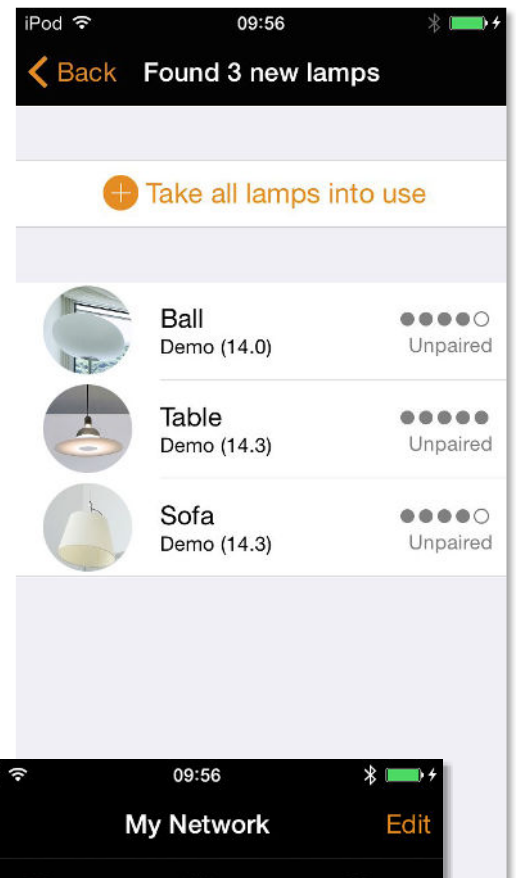 iPod 09:56
Back Found 3 new lamps
Take all lamps into use
Ball
Demo (14.0) Unpaired
Table
Demo (14.3) Unpaired
Sofa
Demo (14.3) Unpaired
09:56
My Network Edit